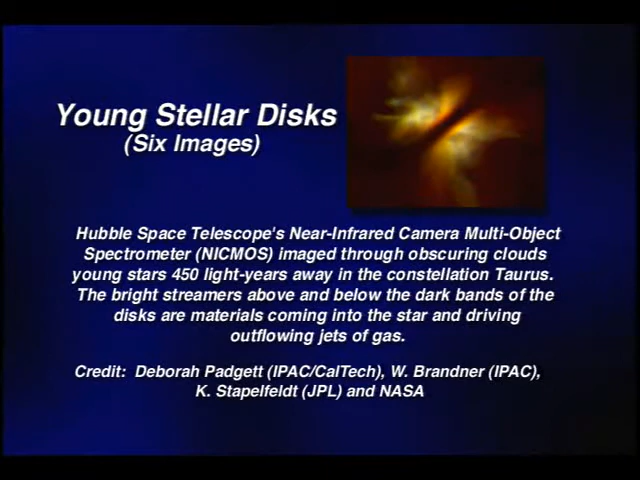 Young Stellar Disks
(Six Images)
Hubble Space Telescope's Near-Infrared Camera Multi-Object
Spectrometer (NICMOS) imaged through obscuring clouds
young stars 450 light-years away in the constellation Taurus.
The bright streamers above and below the dark bands of the
disks are materials coming into the star and driving
outflowing jets of gas.
Credit:  Deborah Padgett (IPAC/CalTech), W. Brandner (IPAC),
K. Stapelfeldt (JPL) and NASA